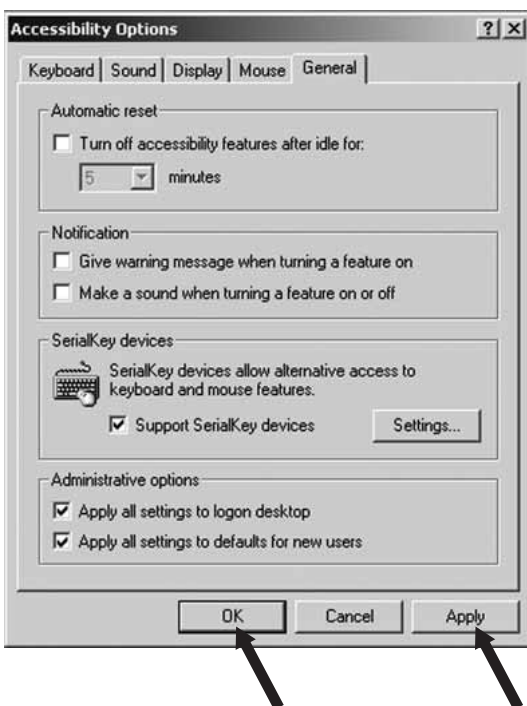 Accessibility Options
Keyboard Sound Display Mouse General
Automatic reset
Turn off accessibility features after idle for:
5 minutes
Notification
Give warning message when turning a feature on
Make a sound when turning a feature on or off
SerialKey devices
SerialKey devices allow alternative access to
keyboard and mouse features.
Support SerialKey devices Settings...
Administrative options
Apply all settings to logon desktop
Apply all settings to defaults for new users
OK Cancel Apply